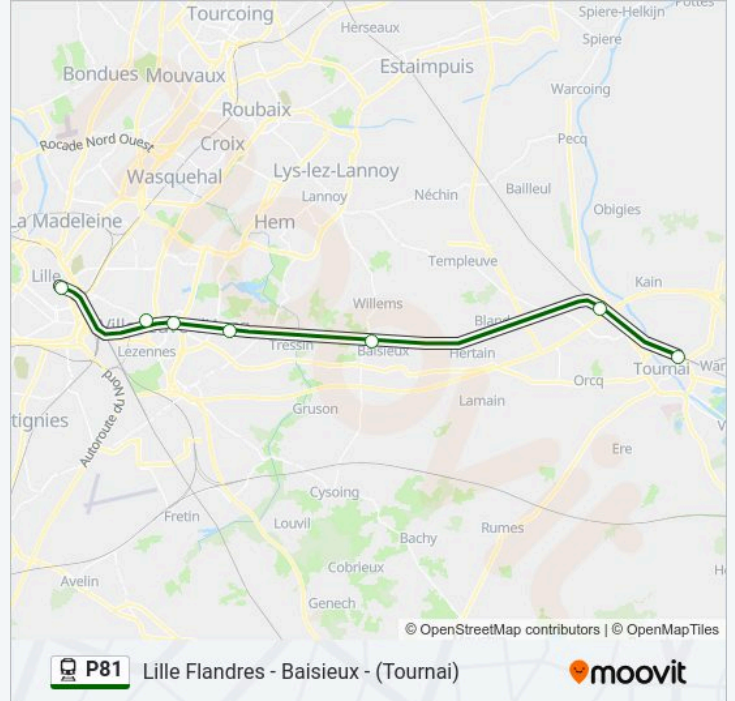 Pottes
Tourcoing
Spiere-Helkijn
Herseaux
Spiere
Estaimpuis
Bondues Mouvaux
Warcoing
Roubaix
Pecq
Rocade Nord Ouest
Croix
Wasquehal
Lys-lez-Lannoy
Lannoy
Néchin
Bailleul
La Madeleine
Hem
Obigies
Templeuve
Lille
Kain
Willems
Bland
Lezennes
Tressin
Baisieux
Hertain
Tournai
War
Orcq
Autoroute du Nord
Lamain
Gruson
tignies
Ere
Cysoing
Fretin
Louvil
Rumes
Bachy
Cobrieux
Avelin
Genech
© OpenStreetMap contributors | © OpenMapTiles
P81 Lille Flandres - Baisieux - (Tournai)
moovit